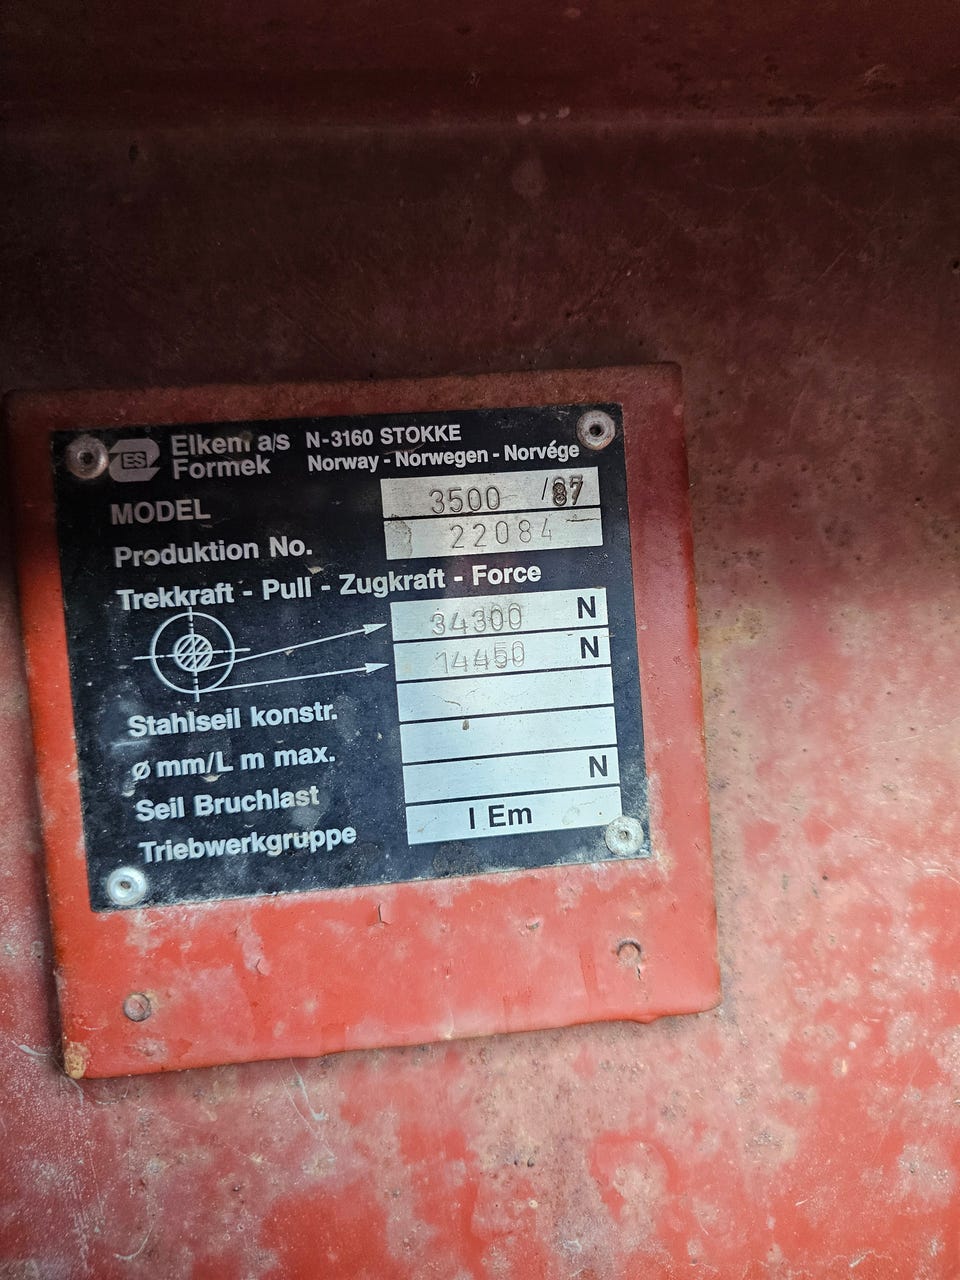 ES Elkem a/s N-3160 STOKKE
Formek Norway - Norwegen - Norvége
MODEL 3500 /87
Produktion No. 22084
Trekkraft - Pull - Zugkraft - Force
34300 N
14450 N
Stahlseil konstr.
ø mm/L m max.
Seil Bruchlast N
Triebwerkgruppe I Em